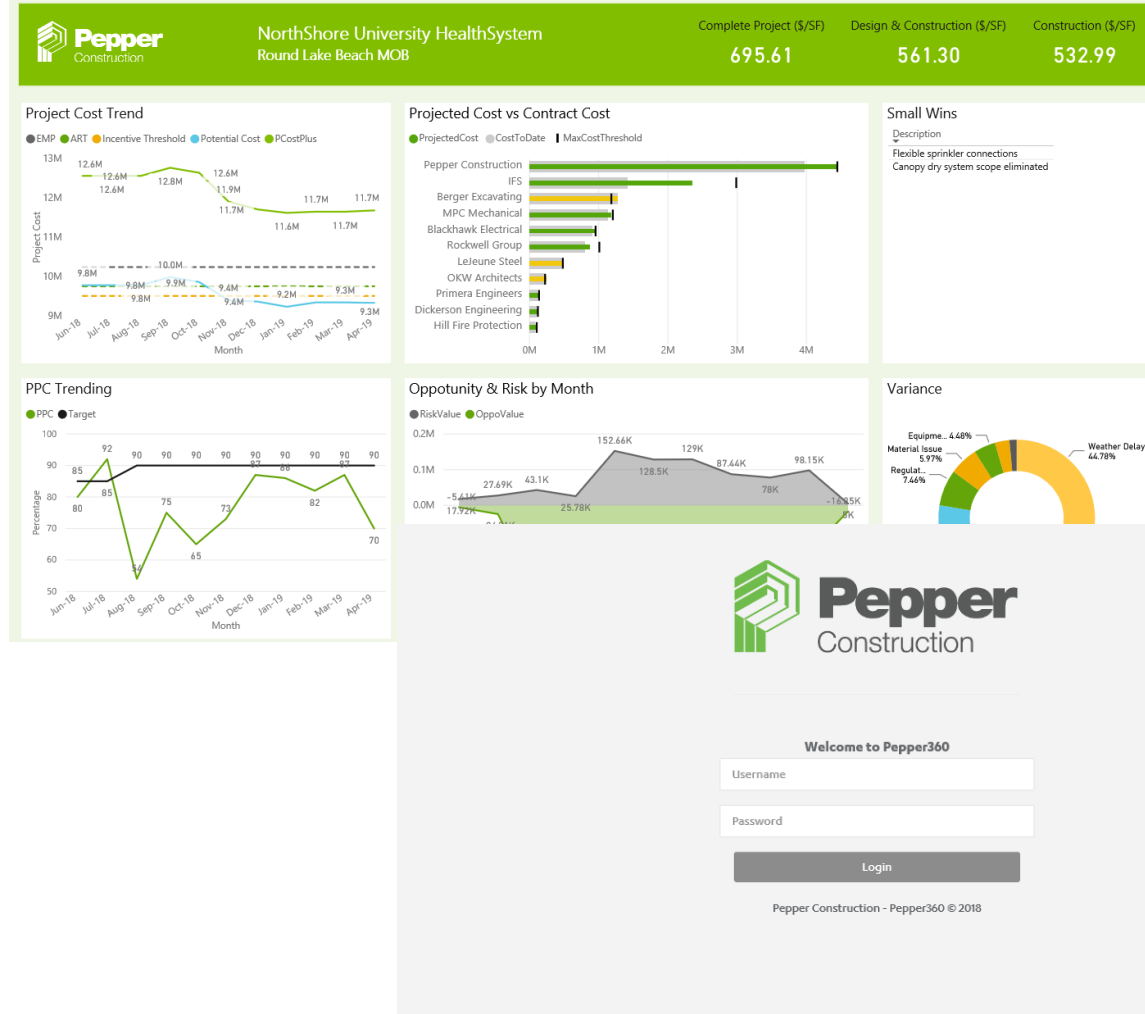 Pepper
Construction
NorthShore University HealthSystem
Round Lake Beach MOB
Complete Project ($/SF)
695.61
Design & Construction ($/SF)
561.30
Construction ($/SF)
532.99
Project Cost Trend
EMP ART Incentive Threshold Potential Cost PCostPlus
13M
12M
11M
10M
9M
Project Cost
12.6M
12.6M
12.6M
12.8M
12.6M
11.9M
11.7M
11.6M
11.7M
11.7M
11.7M
9.8M
9.8M
9.8M
10.0M
9.9M
9.4M
9.4M
9.2M
9.3M
9.3M
Jun-18 Jul-18 Aug-18 Sep-18 Oct-18 Nov-18 Dec-18 Jan-19 Feb-19 Mar-19 Apr-19
Month
Projected Cost vs Contract Cost
ProjectedCost CostToDate MaxCostThreshold
Pepper Construction
IFS
Berger Excavating
MPC Mechanical
Blackhawk Electrical
Rockwell Group
LeJeune Steel
OKW Architects
Primera Engineers
Dickerson Engineering
Hill Fire Protection
0M 1M 2M 3M 4M
Small Wins
Description
Flexible sprinkler connections
Canopy dry system scope eliminated
PPC Trending
PPC Target
100
90
80
70
60
50
Percentage
85
92
90 90 90 90 90 90 90 90 90
80
85
54
75
65
73
87
86
82
87
70
Jun-18 Jul-18 Aug-18 Sep-18 Oct-18 Nov-18 Dec-18 Jan-19 Feb-19 Mar-19 Apr-19
Month
Oppotunity & Risk by Month
RiskValue OppoValue
0.2M
0.1M
0.0M
-5.41K
17.92K
27.69K
43.1K
25.78K
152.66K
128.5K
129K
87.44K
78K
98.15K
-16.85K
5K
Variance
Equipme... 4.48%
Material Issue
5.97%
Regulat...
7.46%
Weather Delay
44.78%
Pepper
Construction
Welcome to Pepper360
Username
Password
Login
Pepper Construction - Pepper360 © 2018